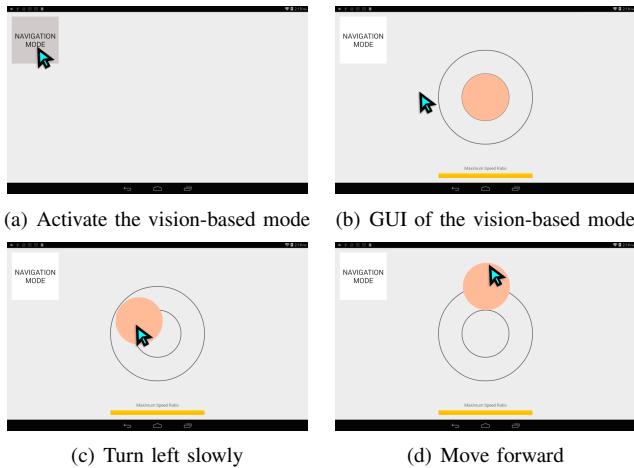 NAVIGATION
MODE
(a) Activate the vision-based mode
NAVIGATION
MODE
Maximum Speed Ratio
(b) GUI of the vision-based mode
NAVIGATION
MODE
Maximum Speed Ratio
(c) Turn left slowly
NAVIGATION
MODE
Maximum Speed Ratio
(d) Move forward